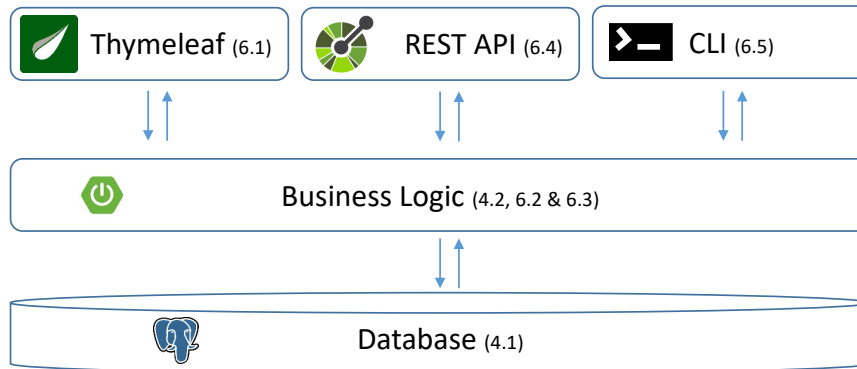 Thymeleaf (6.1)
REST API (6.4)
CLI (6.5)
Business Logic (4.2, 6.2 & 6.3)
Database (4.1)